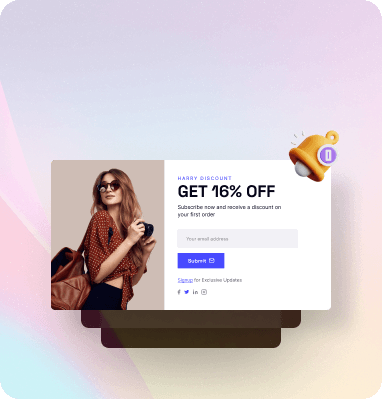 HARRY DISCOUNT
GET 16% OFF
Subscribe now and receive a discount on
your first order
Your email address
Submit
Signup for Exclusive Updates